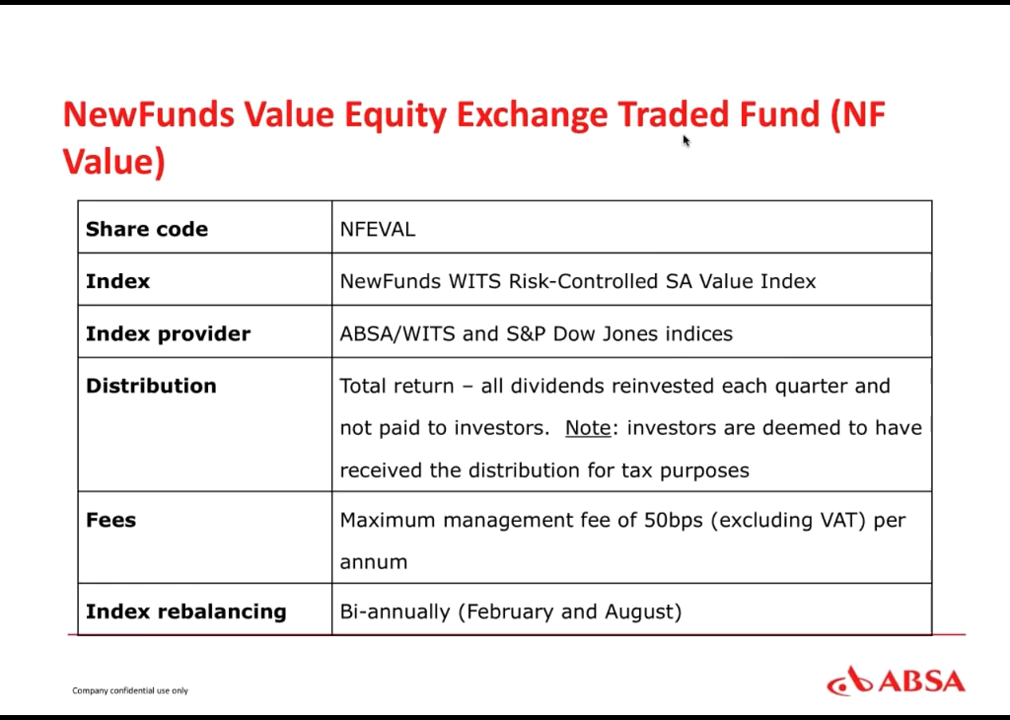 NewFunds Value Equity Exchange Traded Fund (NF
Value)
Share code
NFEVAL
Index
NewFunds WITS Risk-Controlled SA Value Index
Index provider
ABSA/WITS and S&P Dow Jones indices
Distribution
Total return – all dividends reinvested each quarter and
not paid to investors. Note: investors are deemed to have
received the distribution for tax purposes
Fees
Maximum management fee of 50bps (excluding VAT) per
annum
Index rebalancing
Bi-annually (February and August)
Company confidential use only
ABSA